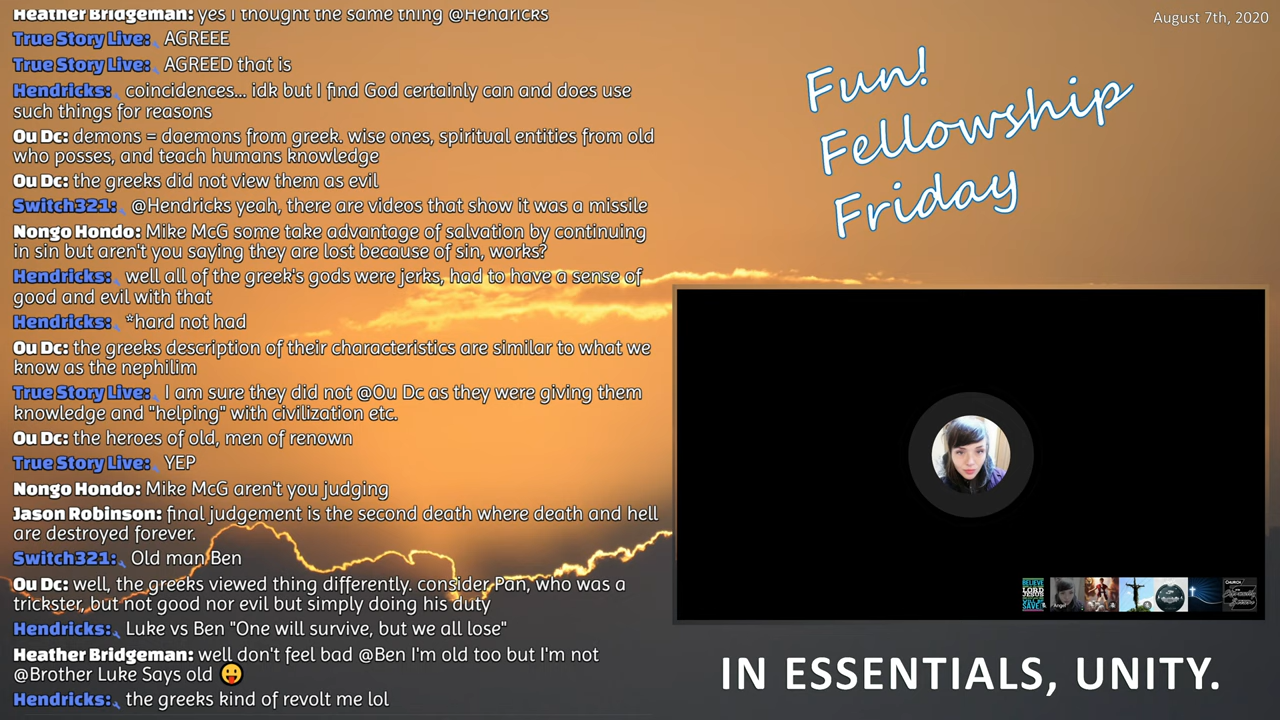 Heather Bridgeman: yes I thought the same thing @Hendricks
True Story Live: AGREEE
True Story Live: AGREED that is
Hendricks: coincidences... idk but I find God certainly can and does use
such things for reasons
Ou Dc: demons = daemons from greek. wise ones, spiritual entities from old
who posses, and teach humans knowledge
Ou Dc: the greeks did not view them as evil
Switch321: @Hendricks yeah, there are videos that show it was a missile
Nongo Hondo: Mike McG some take advantage of salvation by continuing
in sin but aren't you saying they are lost because of sin, works?
Hendricks: well all of the greek's gods were jerks, had to have a sense of
good and evil with that
Hendricks: *hard not had
Ou Dc: the greeks description of their characteristics are similar to what we
know as the nephilim
True Story Live: I am sure they did not @Ou Dc as they were giving them
knowledge and "helping" with civilization etc.
Ou Dc: the heroes of old, men of renown
True Story Live: YEP
Nongo Hondo: Mike McG aren't you judging
Jason Robinson: final judgement is the second death where death and hell
are destroyed forever.
Switch321: Old man Ben
Ou Dc: well, the greeks viewed thing differently. consider Pan, who was a
trickster, but not good nor evil but simply doing his duty
Hendricks: Luke vs Ben "One will survive, but we all lose"
Heather Bridgeman: well don't feel bad @Ben I'm old too but I'm not
@Brother Luke Says old 😛
Hendricks: the greeks kind of revolt me lol
August 7th, 2020
Fun!
Fellowship
Friday
BELIEVE
LORD
JESUS
SAVE
Angel
CHURCH
IN ESSENTIALS, UNITY.